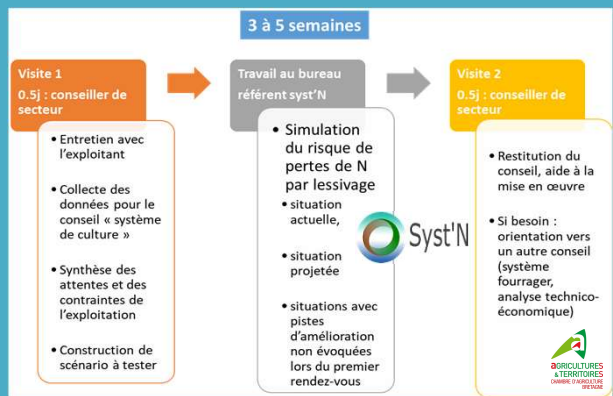 3 à 5 semaines
Visite 1
0.5j : conseiller de
secteur
• Entretien avec
l'exploitant
• Collecte des
données pour le
conseil « système
de culture »
• Synthèse des
attentes et des
contraintes de
l'exploitation
• Construction de
scénario à tester
Travail au bureau
référent syst'N
• Simulation
du risque de
pertes de N
par lessivage
• situation
actuelle,
• situation
projetée
• situations avec
pistes
d'amélioration
non évoquées
lors du premier
rendez-vous
Syst'N
Visite 2
0.5j : conseiller de
secteur
• Restitution du
conseil, aide à la
mise en œuvre
• Si besoin :
orientation vers
un autre conseil
(système
fourrager,
analyse technico-
économique)
aGRICULTURES
& TERRITOIRES
CHAMBRE D'AGRICULTURE
BRETAGNE